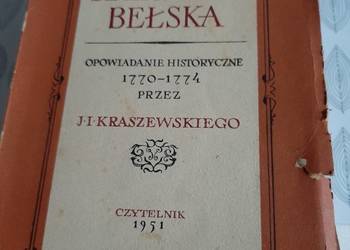 BEŁSKA
OPOWIADANIE HISTORYCZNE
1770-1774
PRZEZ
J·I·KRASZEWSKIEGO
CZYTELNIK
1951